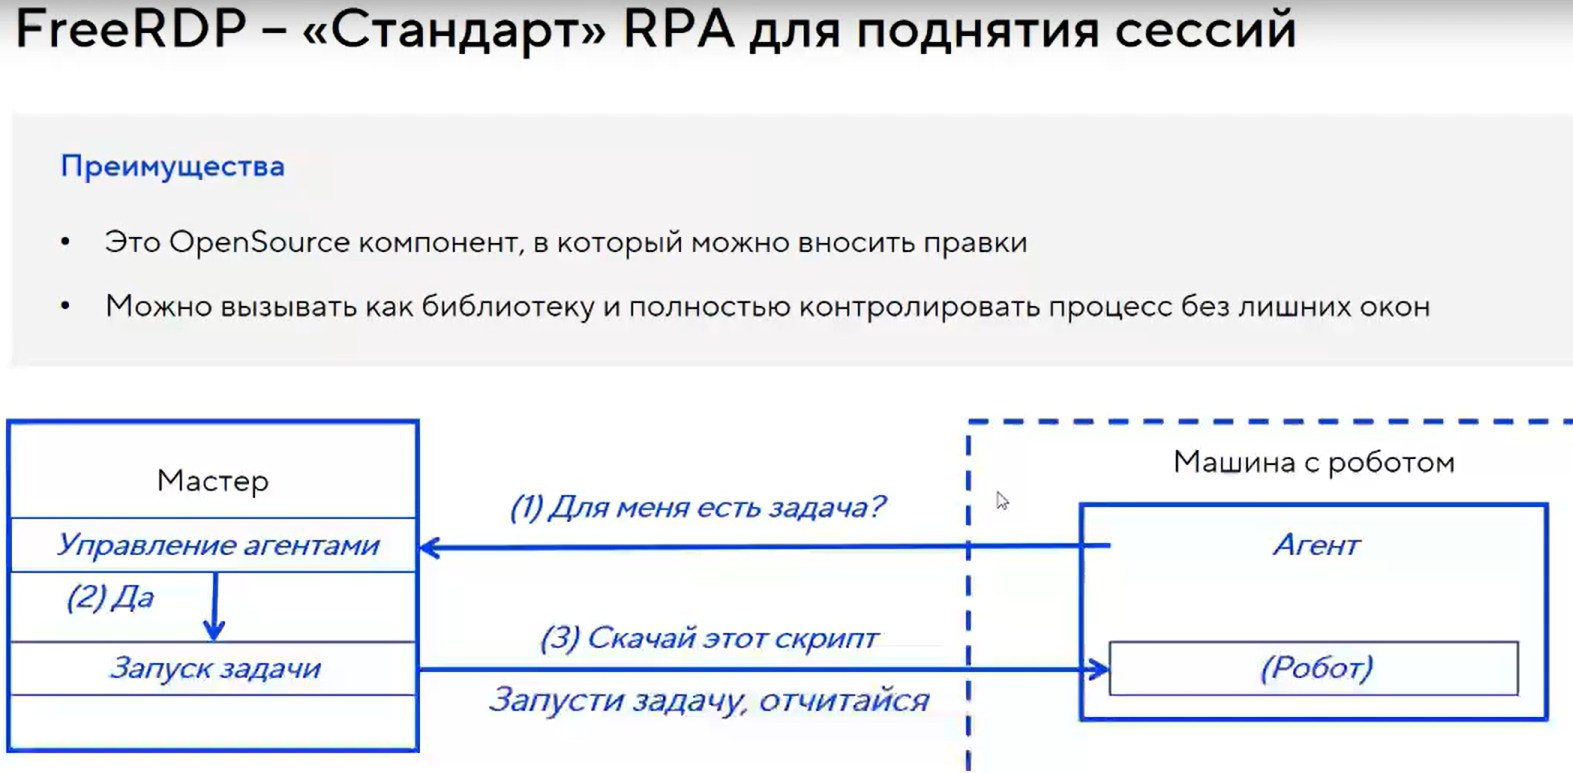 FreeRDP – «Стандарт» RPA для поднятия сессий
Преимущества
• Это OpenSource компонент, в который можно вносить правки
• Можно вызывать как библиотеку и полностью контролировать процесс без лишних окон
Мастер
Управление агентами
(2) Да
Запуск задачи
(1) Для меня есть задача?
(3) Скачай этот скрипт
Запусти задачу, отчитайся
Машина с роботом
Агент
(Робот)